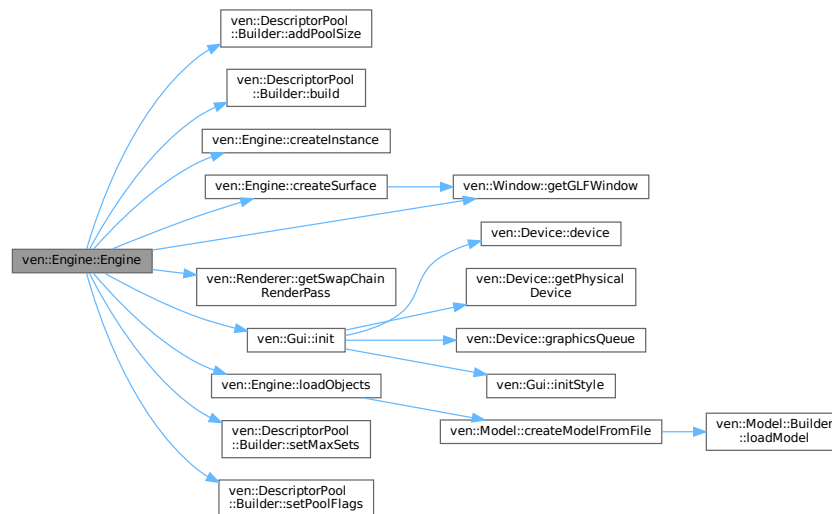 ven::DescriptorPool
::Builder::addPoolSize
ven::DescriptorPool
::Builder::build
ven::Engine::createInstance
ven::Engine::createSurface
ven::Window::getGLFWindow
ven::Device::device
ven::Engine::Engine
ven::Renderer::getSwapChain
RenderPass
ven::Device::getPhysical
Device
ven::Gui::init
ven::Device::graphicsQueue
ven::Engine::loadObjects
ven::Gui::initStyle
ven::DescriptorPool
::Builder::setMaxSets
ven::Model::createModelFromFile
ven::Model::Builder
::loadModel
ven::DescriptorPool
::Builder::setPoolFlags